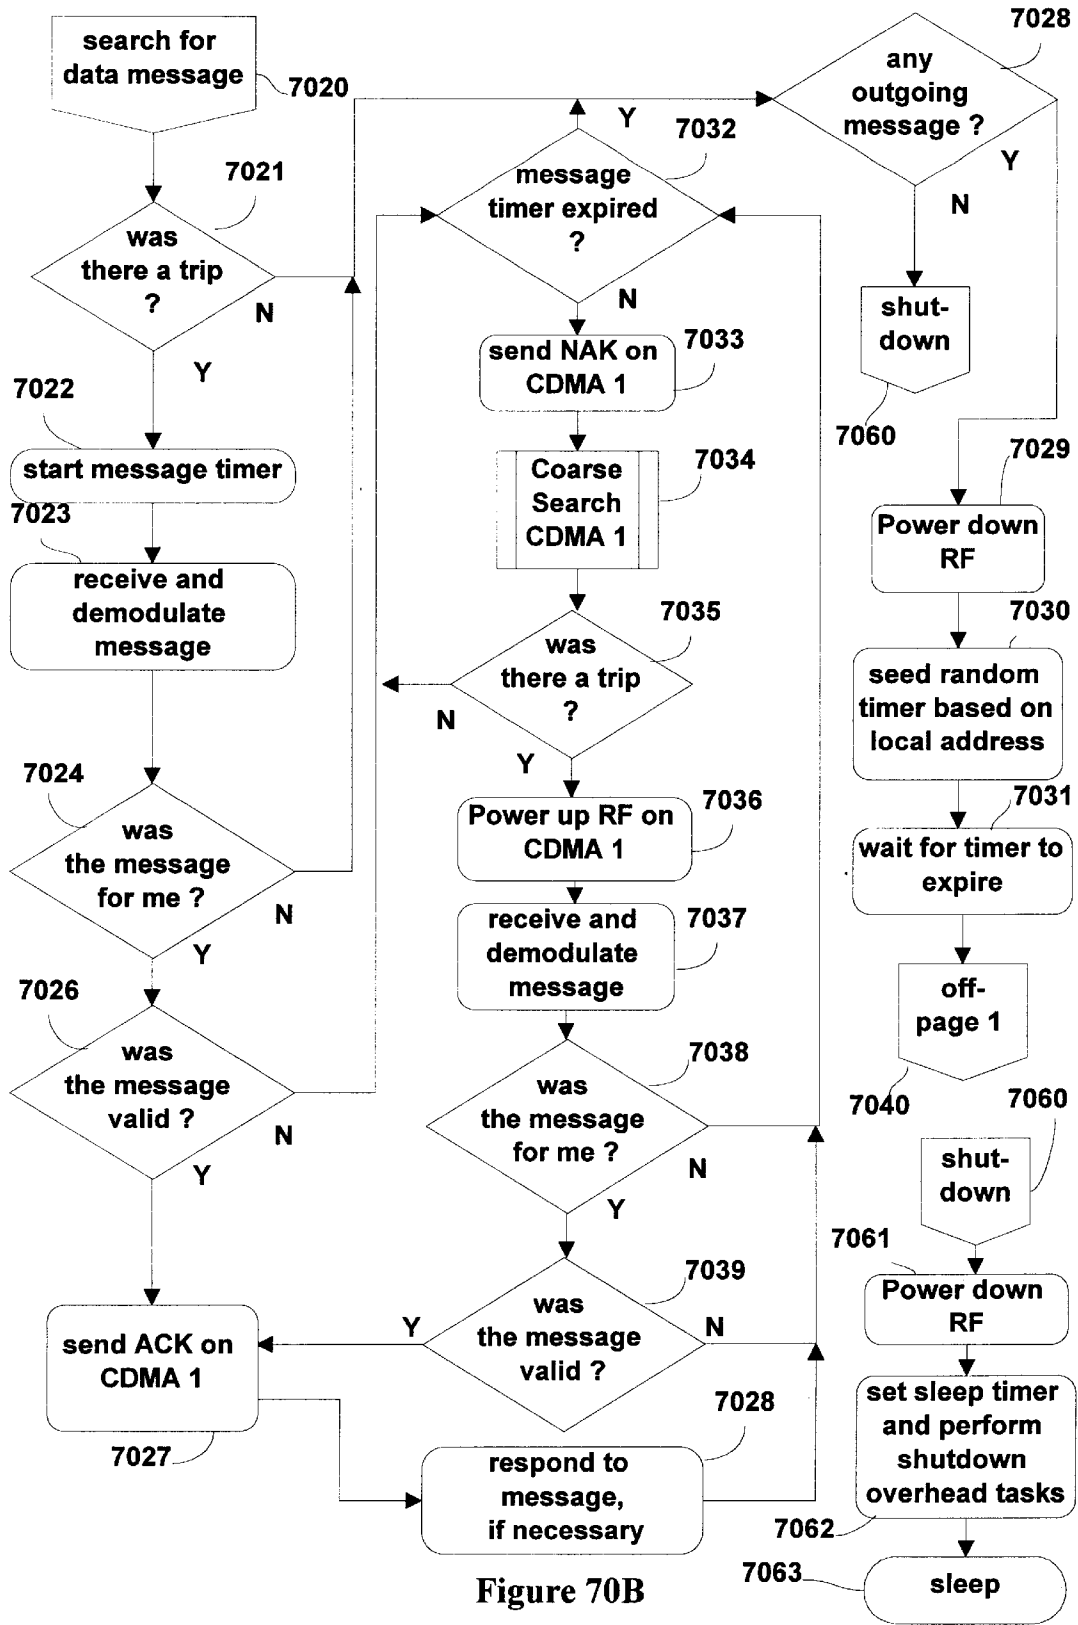 search for
data message
7020
7021
was
there a trip
?
N
Y
7022
start message timer
7023
receive and
demodulate
message
7024
was
the message
for me ?
N
Y
7026
was
the message
valid ?
N
Y
send ACK on
CDMA 1
7027
Y
7032
message
timer expired
?
N
send NAK on
CDMA 1
7033
Coarse
Search
CDMA 1
7034
7035
was
there a trip
?
N
Y
Power up RF on
CDMA 1
7036
receive and
demodulate
message
7037
7038
was
the message
for me ?
N
Y
7039
was
the message
valid ?
Y
N
7028
respond to
message,
if necessary
7028
any
outgoing
message ?
Y
N
shut-
down
7060
7029
Power down
RF
7030
seed random
timer based on
local address
7031
wait for timer to
expire
off-
page 1
7040
7060
shut-
down
7061
Power down
RF
set sleep timer
and perform
shutdown
overhead tasks
7062
7063
sleep
Figure 70B